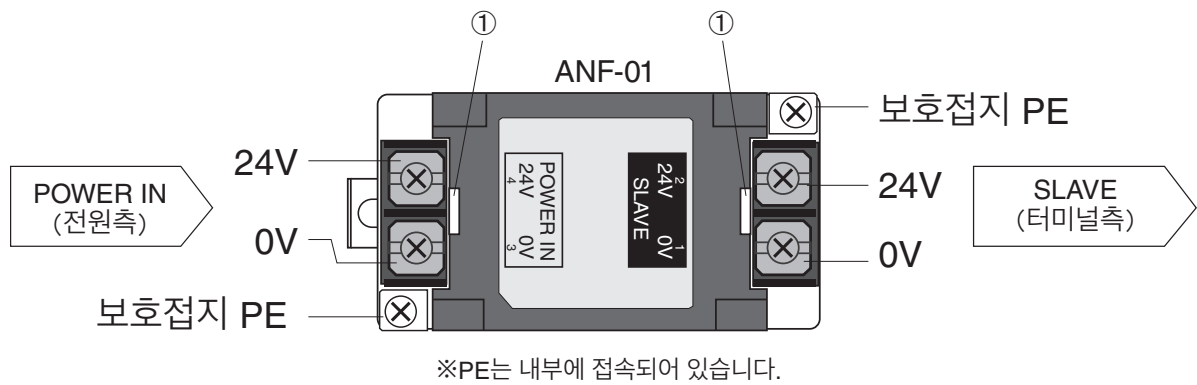 ① ①
ANF-01
보호접지 PE
24V
POWER IN
(전원측)
0V
보호접지 PE
POWER IN
24V 0V
4 3
2 1
24V 0V
SLAVE
24V
0V
SLAVE
(터미널측)
※PE는 내부에 접속되어 있습니다.